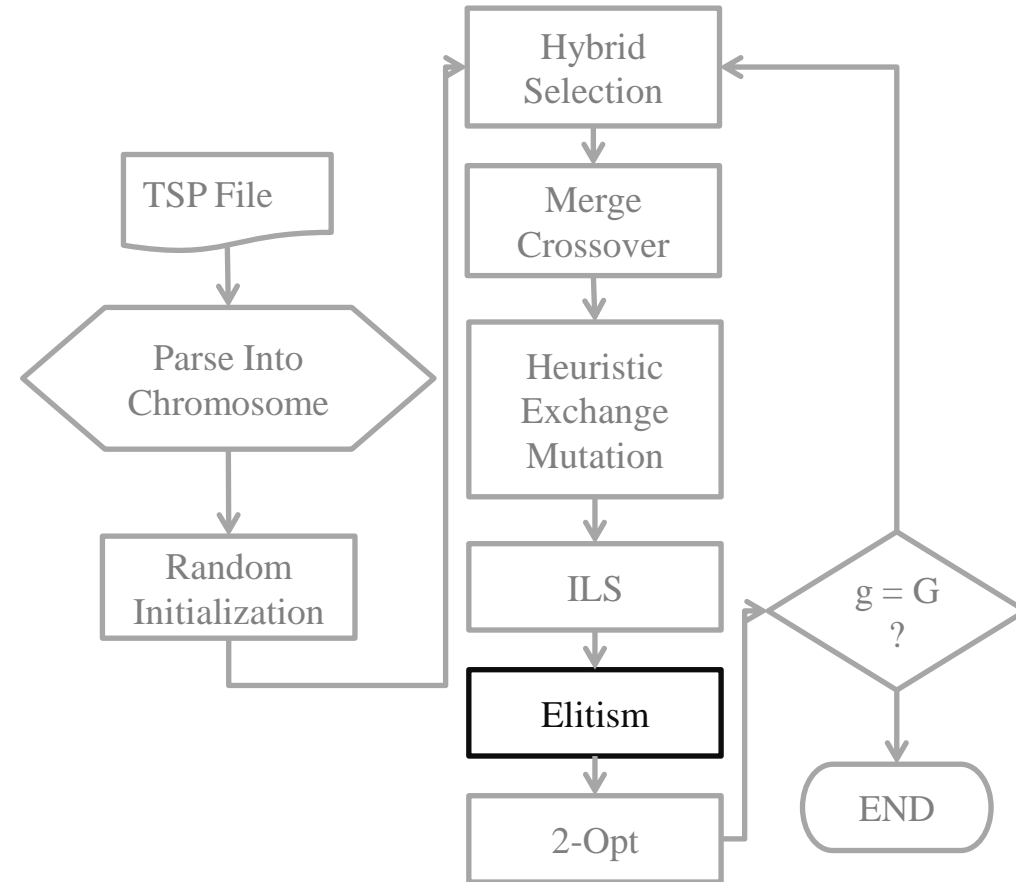 Hybrid
Selection
TSP File
Merge
Crossover
Parse Into
Chromosome
Heuristic
Exchange
Mutation
Random
Initialization
ILS
g = G
?
Elitism
2-Opt
END